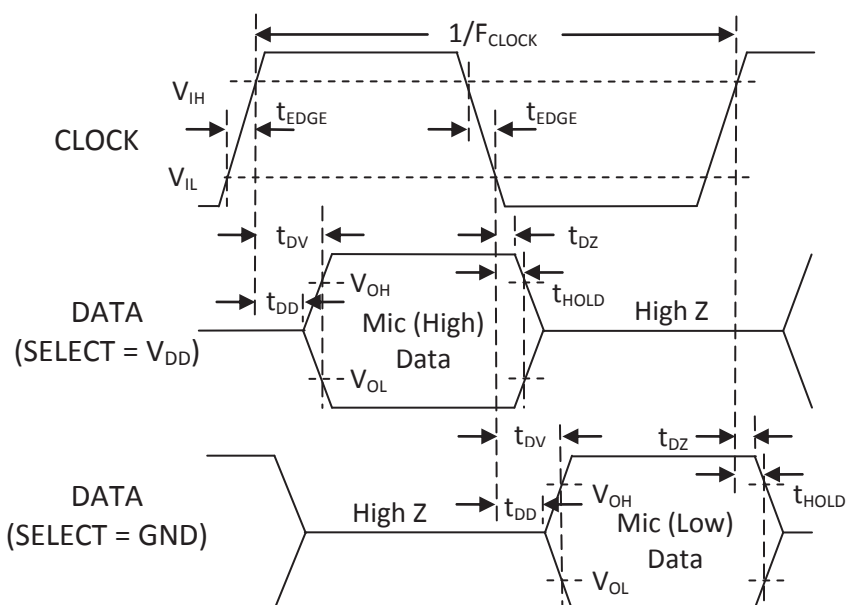 1/FCLOCK
VIH
tEDGE
tEDGE
CLOCK
VIL
tDV
tDZ
VOH
tDD
tHOLD
DATA
(SELECT = VDD)
Mic (High)
Data
High Z
VOL
tDV
tDZ
DATA
(SELECT = GND)
High Z
tDD
VOH
tHOLD
Mic (Low)
Data
VOL